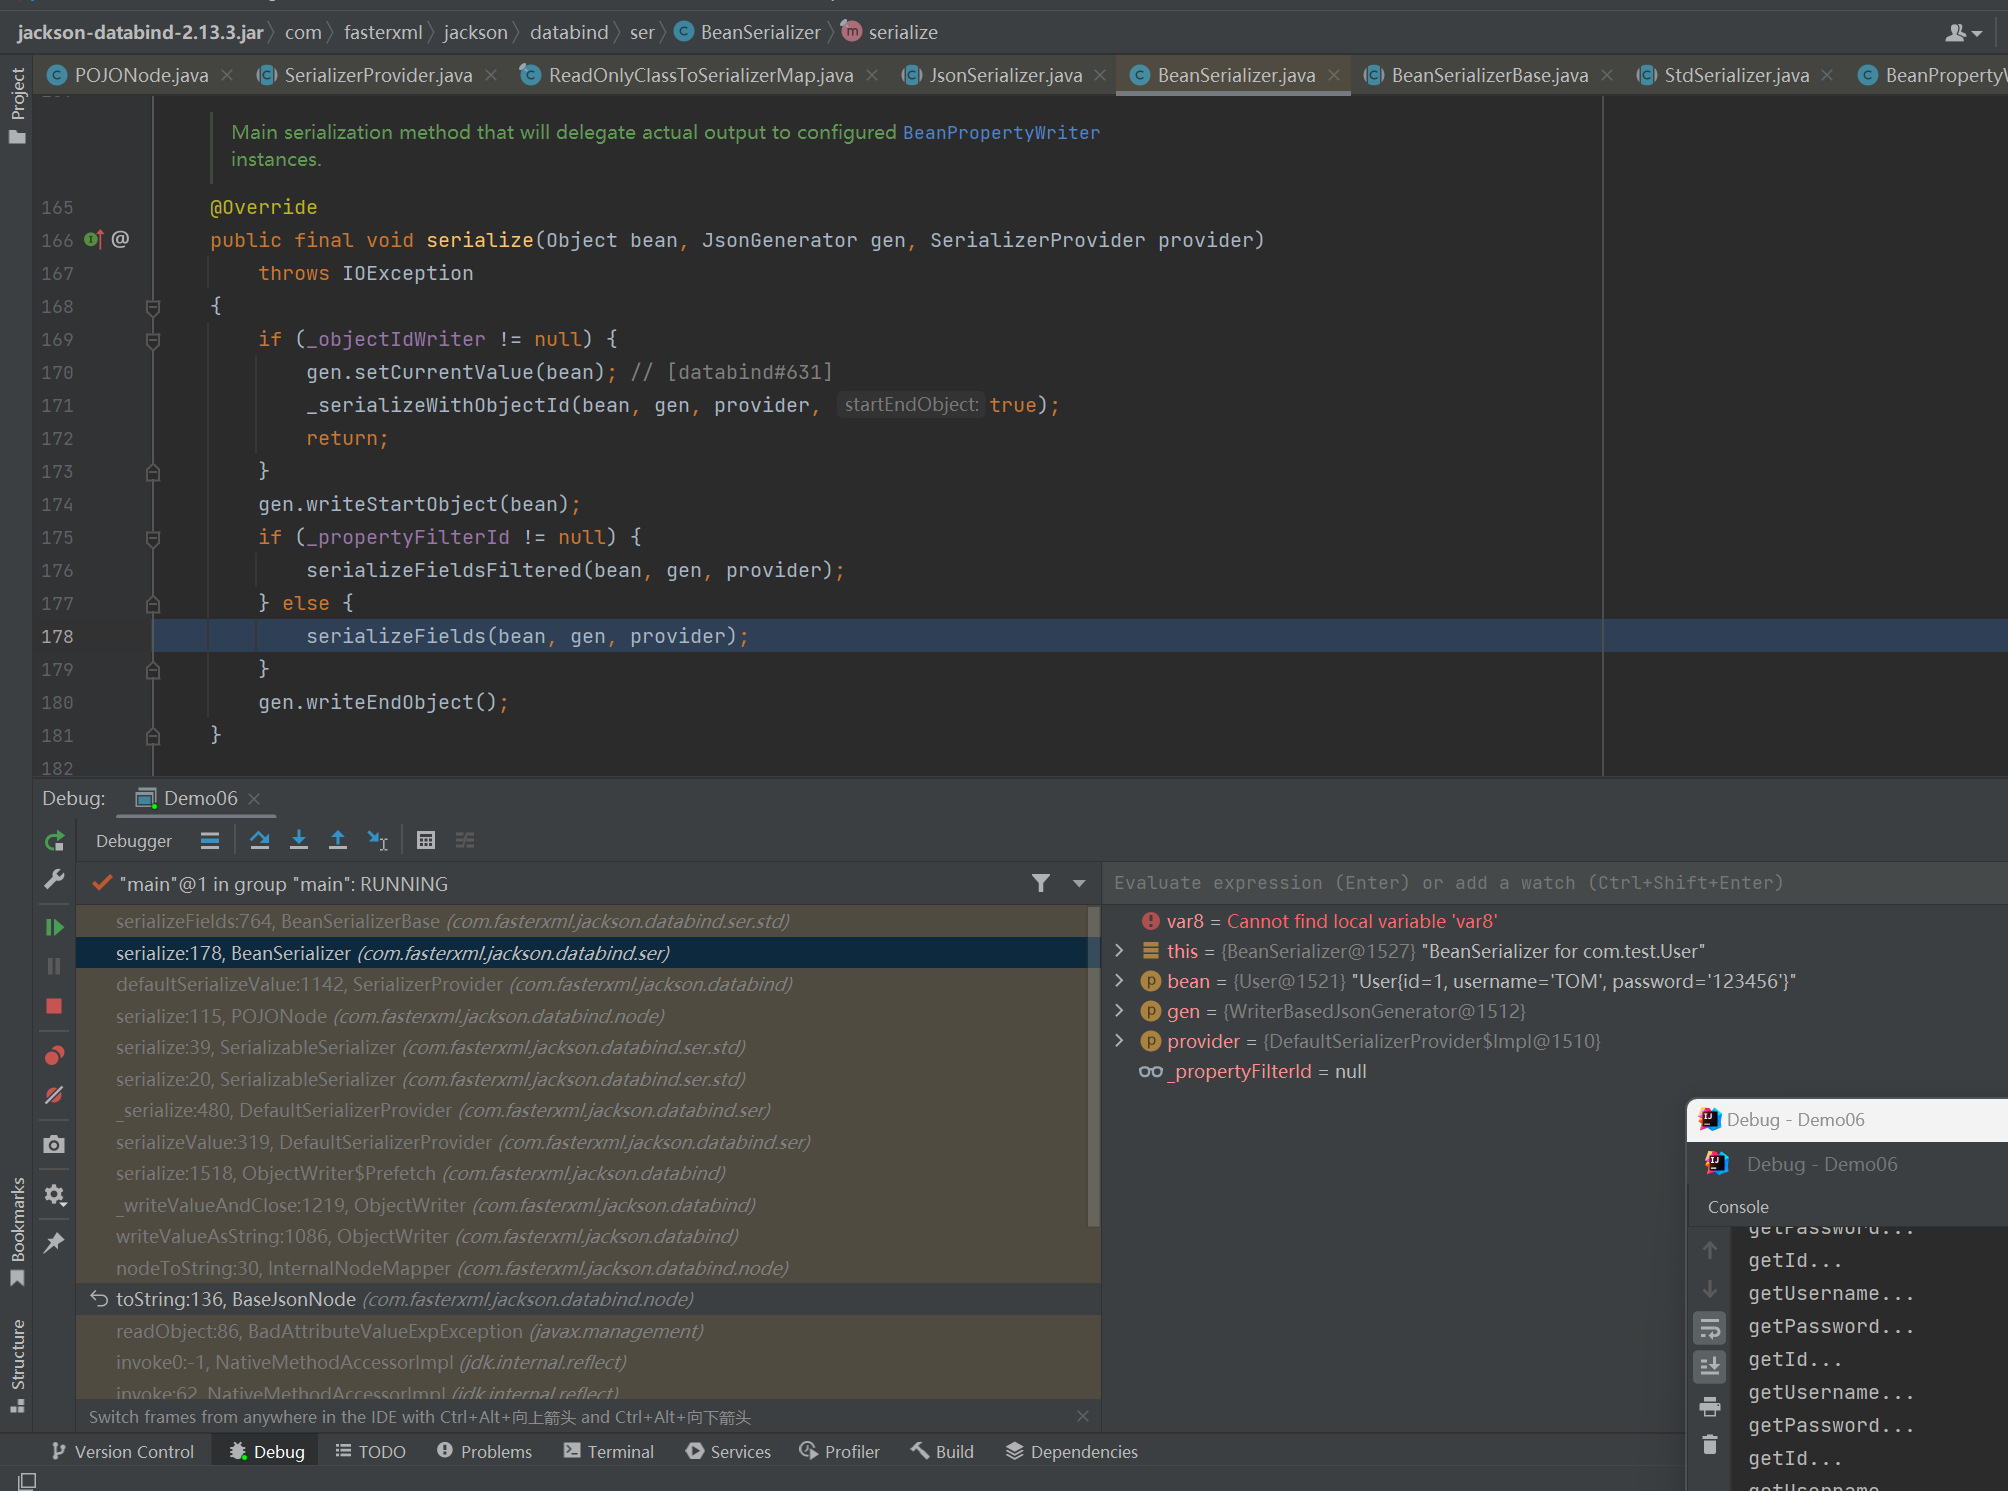 jackson-databind-2.13.3.jar › com › fasterxml › jackson › databind › ser › BeanSerializer › serialize
Project
POJONode.java SerializerProvider.java ReadOnlyClassToSerializerMap.java JsonSerializer.java BeanSerializer.java BeanSerializerBase.java StdSerializer.java
Main serialization method that will delegate actual output to configured BeanPropertyWriter
instances.
165 @Override
166 @ public final void serialize(Object bean, JsonGenerator gen, SerializerProvider provider)
167 throws IOException
168 {
169 if (_objectIdWriter != null) {
170 gen.setCurrentValue(bean); // [databind#631]
171 _serializeWithObjectId(bean, gen, provider, startEndObject: true);
172 return;
173 }
174 gen.writeStartObject(bean);
175 if (_propertyFilterId != null) {
176 serializeFieldsFiltered(bean, gen, provider);
177 } else {
178 serializeFields(bean, gen, provider);
179 }
180 gen.writeEndObject();
181 }
182
Debug: Demo06
Debugger
"main"@1 in group "main": RUNNING
serializeFields:764, BeanSerializerBase (com.fasterxml.jackson.databind.ser.std)
serialize:178, BeanSerializer (com.fasterxml.jackson.databind.ser)
defaultSerializeValue:1142, SerializerProvider (com.fasterxml.jackson.databind)
serialize:115, POJONode (com.fasterxml.jackson.databind.node)
serialize:39, SerializableSerializer (com.fasterxml.jackson.databind.ser.std)
serialize:20, SerializableSerializer (com.fasterxml.jackson.databind.ser.std)
_serialize:480, DefaultSerializerProvider (com.fasterxml.jackson.databind.ser)
serializeValue:319, DefaultSerializerProvider (com.fasterxml.jackson.databind.ser)
serialize:1518, ObjectWriter$Prefetch (com.fasterxml.jackson.databind)
_writeValueAndClose:1219, ObjectWriter (com.fasterxml.jackson.databind)
writeValueAsString:1086, ObjectWriter (com.fasterxml.jackson.databind)
nodeToString:30, InternalNodeMapper (com.fasterxml.jackson.databind.node)
toString:136, BaseJsonNode (com.fasterxml.jackson.databind.node)
readObject:86, BadAttributeValueExpException (javax.management)
invoke0:-1, NativeMethodAccessorImpl (jdk.internal.reflect)
invoke:62, NativeMethodAccessorImpl (jdk.internal.reflect)
Switch frames from anywhere in the IDE with Ctrl+Alt+向上箭头 and Ctrl+Alt+向下箭头
Evaluate expression (Enter) or add a watch (Ctrl+Shift+Enter)
var8 = Cannot find local variable 'var8'
this = {BeanSerializer@1527} "BeanSerializer for com.test.User"
bean = {User@1521} "User{id=1, username='TOM', password='123456'}"
gen = {WriterBasedJsonGenerator@1512}
provider = {DefaultSerializerProvider$Impl@1510}
_propertyFilterId = null
Debug - Demo06
Debug - Demo06
Console
getPassword...
getId...
getUsername...
getPassword...
getId...
getUsername...
getPassword...
getId...
getUsername...
Bookmarks
Structure
Version Control Debug TODO Problems Terminal Services Profiler Build Dependencies